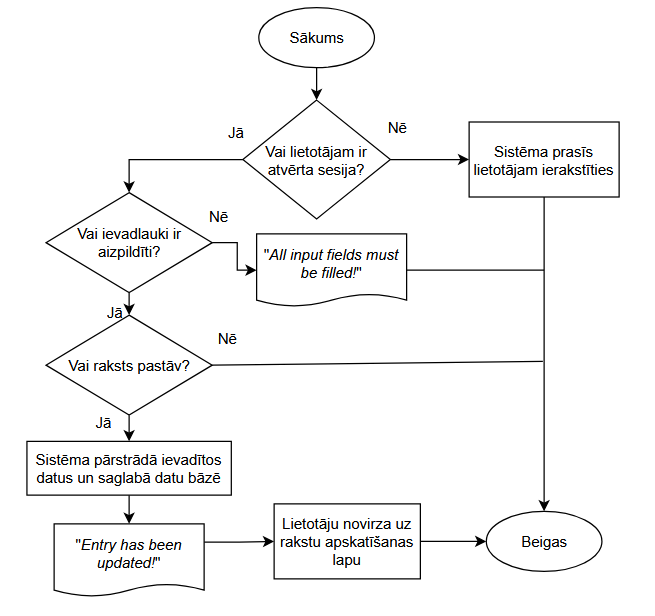 Sākums
Jā
Nē
Vai lietotājam ir
atvērta sesija?
Sistēma prasīs
lietotājam ierakstīties
Nē
Vai ievadlauki ir
aizpildīti?
"All input fields must
be filled!"
Jā
Nē
Vai raksts pastāv?
Jā
Sistēma pārstrādā ievadītos
datus un saglabā datu bāzē
"Entry has been
updated!"
Lietotāju novirza uz
rakstu apskatīšanas
lapu
Beigas